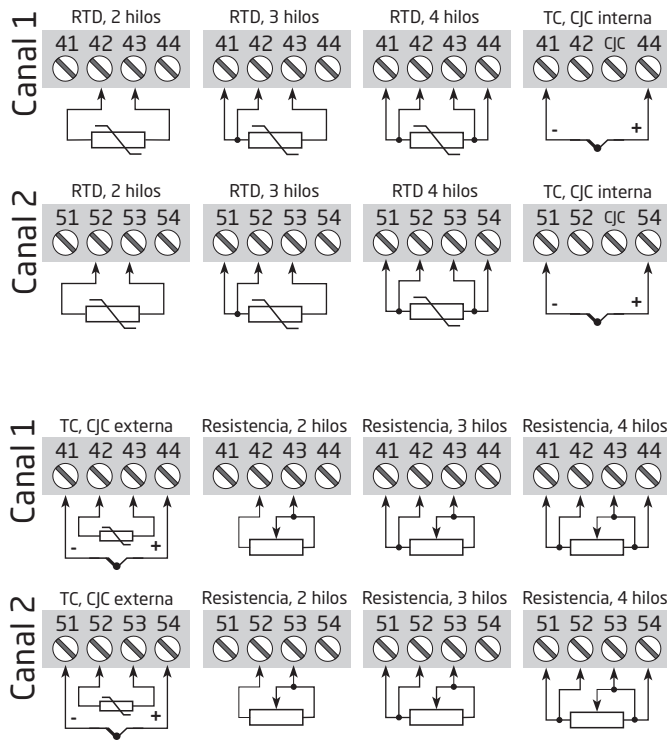 Canal 1
RTD, 2 hilos
41 42 43 44
RTD, 3 hilos
41 42 43 44
RTD, 4 hilos
41 42 43 44
TC, CJC interna
41 42 CJC 44
- +
Canal 2
RTD, 2 hilos
51 52 53 54
RTD, 3 hilos
51 52 53 54
RTD 4 hilos
51 52 53 54
TC, CJC interna
51 52 CJC 54
- +
Canal 1
TC, CJC externa
41 42 43 44
- +
Resistencia, 2 hilos
41 42 43 44
Resistencia, 3 hilos
41 42 43 44
Resistencia, 4 hilos
41 42 43 44
Canal 2
TC, CJC externa
51 52 53 54
- +
Resistencia, 2 hilos
51 52 53 54
Resistencia, 3 hilos
51 52 53 54
Resistencia, 4 hilos
51 52 53 54